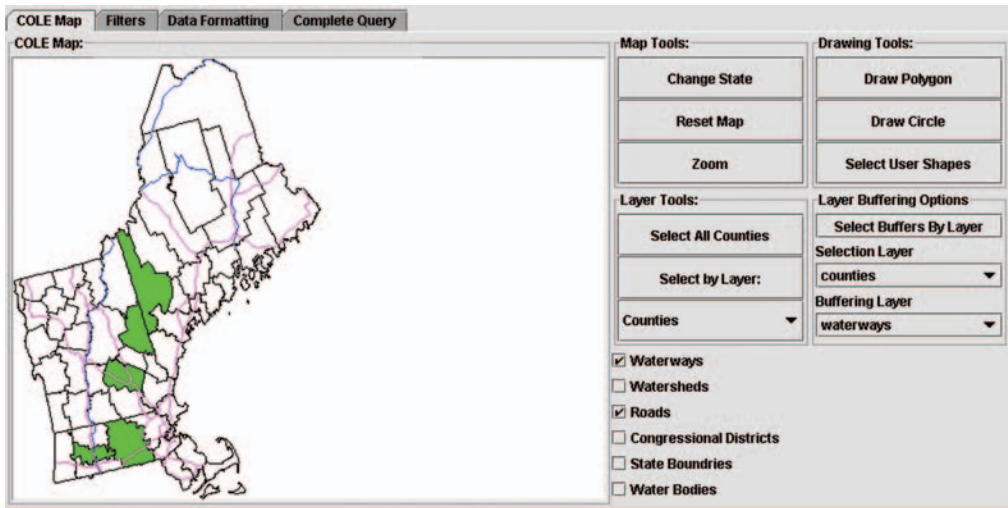 COLE Map Filters Data Formatting Complete Query
COLE Map:
Map Tools:
Change State
Reset Map
Zoom
Drawing Tools:
Draw Polygon
Draw Circle
Select User Shapes
Layer Tools:
Select All Counties
Select by Layer:
Counties
Layer Buffering Options
Select Buffers By Layer
Selection Layer
counties
Buffering Layer
waterways
Waterways
Watersheds
Roads
Congressional Districts
State Boundries
Water Bodies